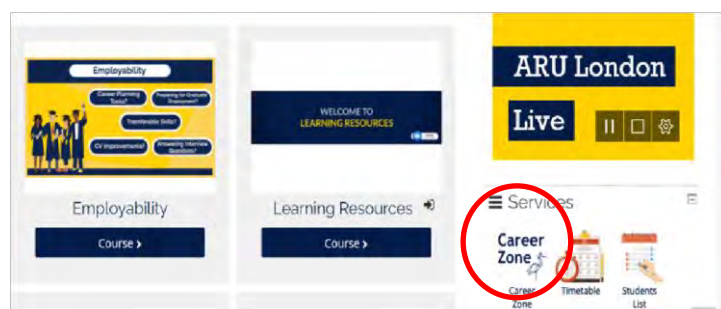 Employability
Career Planning
Tools?
Preparing for Graduate
Employment?
Transferable Skills?
CV Improvements?
Answering Interview
Questions?
Employability
Course ›
WELCOME TO
LEARNING RESOURCES
Learning Resources
Course ›
ARU London
Live
Services
Career
Zone
Career
Zone
Timetable
Students
List